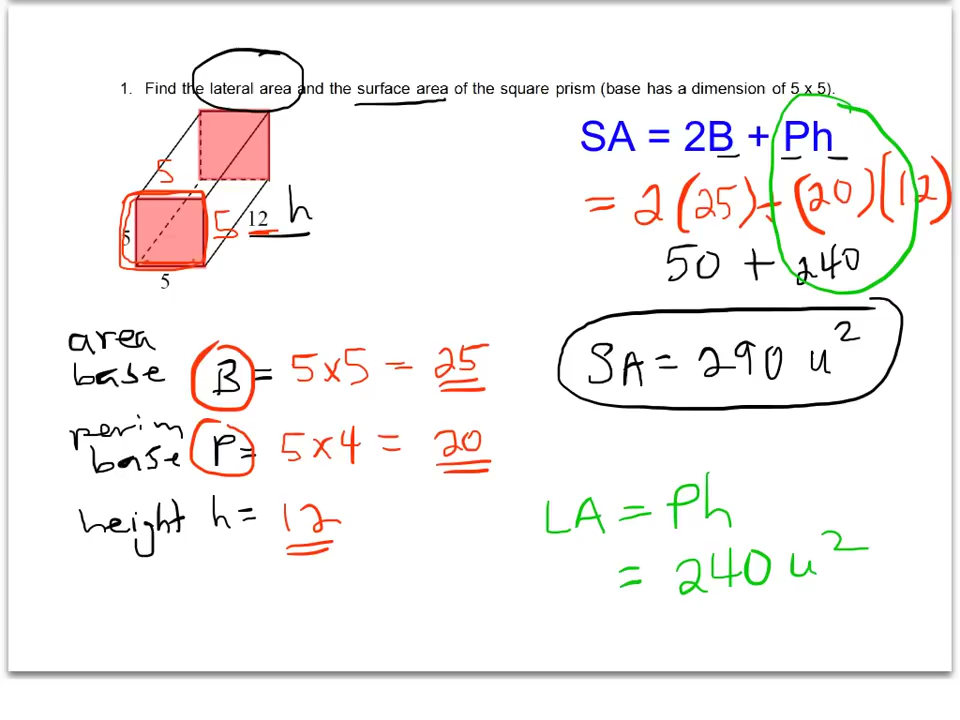 1. Find the lateral area and the surface area of the square prism (base has a dimension of 5 x 5).
5
5
12 h
5
5
SA = 2B + Ph
= 2(25) + (20)(12)
50 + 240
SA = 290 u²
area
base B = 5x5 = 25
perim
base P = 5x4 = 20
height h = 12
LA = Ph
= 240 u²